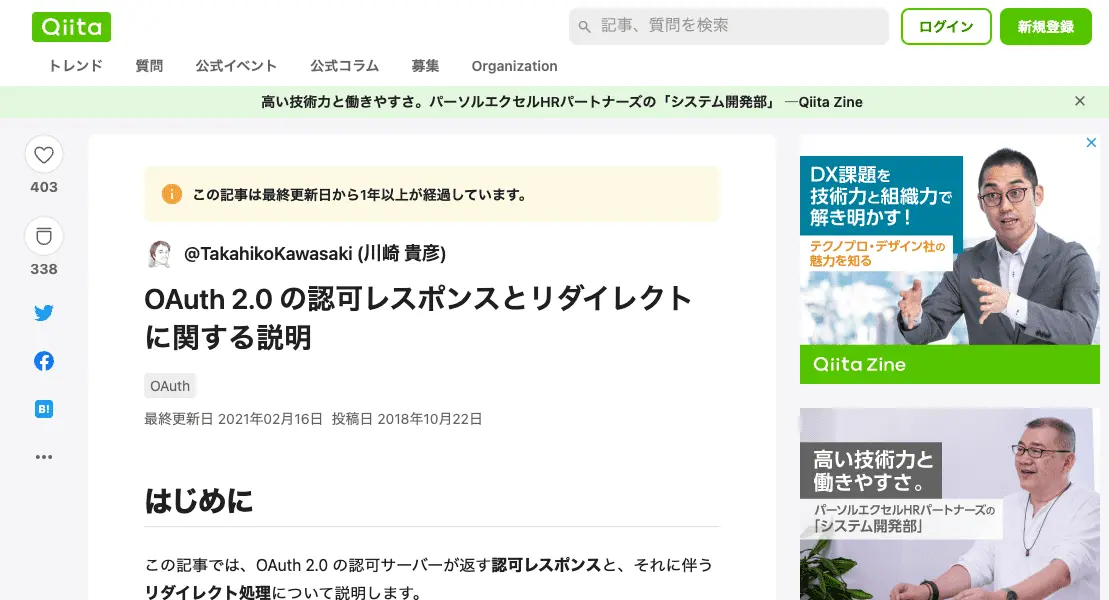 Qiita
記事、質問を検索
ログイン
新規登録
トレンド 質問 公式イベント 公式コラム 募集 Organization
高い技術力と働きやすさ。パーソルエクセルHRパートナーズの「システム開発部」 —Qiita Zine
403
338
B!
この記事は最終更新日から1年以上が経過しています。
@TakahikoKawasaki (川崎 貴彦)
OAuth 2.0 の認可レスポンスとリダイレクト
に関する説明
OAuth
最終更新日 2021年02月16日 投稿日 2018年10月22日
はじめに
この記事では、OAuth 2.0 の認可サーバーが返す認可レスポンスと、それに伴う
リダイレクト処理について説明します。
DX課題を
技術力と組織力で
解き明かす!
テクノプロ・デザイン社の
魅力を知る
Qiita Zine
高い技術力と
働きやすさ。
パーソルエクセルHRパートナーズの
「システム開発部」